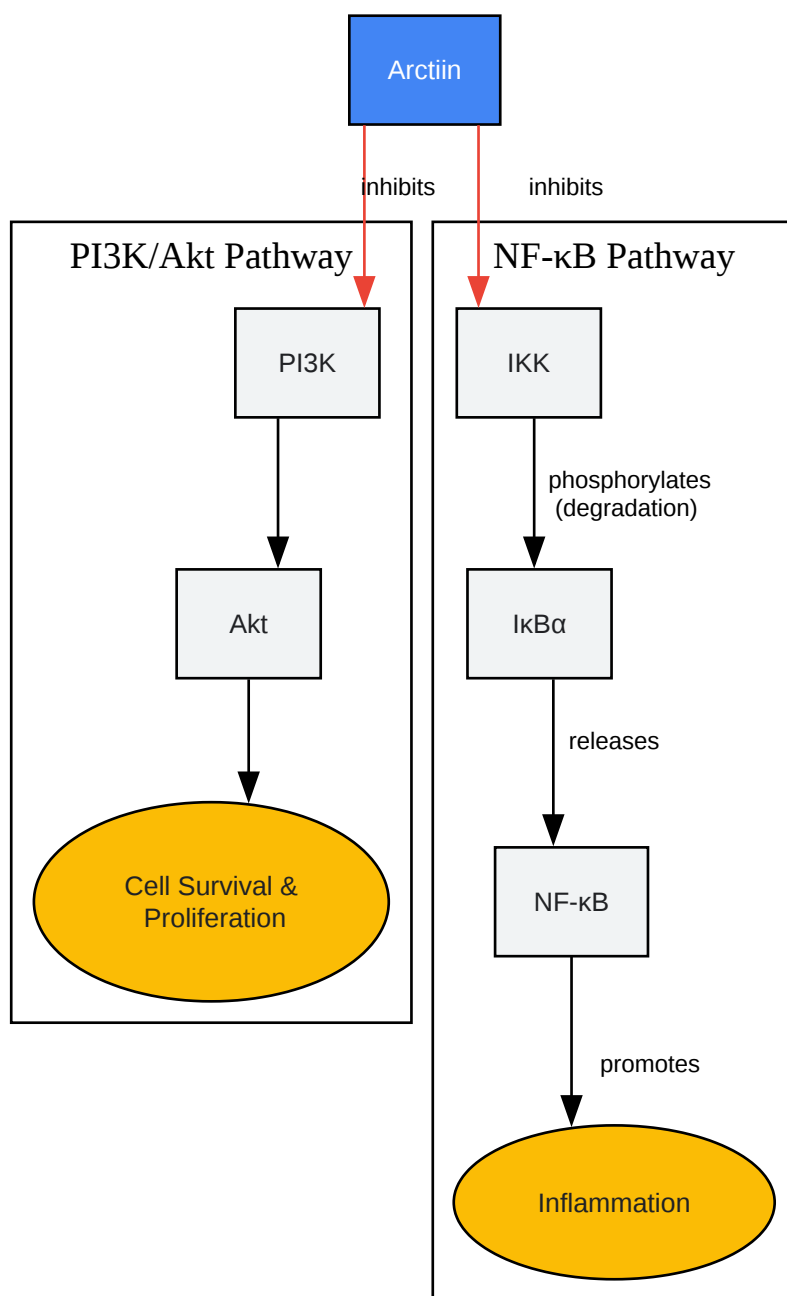 Arctiin
inhibits
inhibits
PI3K/Akt Pathway
PI3K
Akt
Cell Survival &
Proliferation
NF-κB Pathway
IKK
phosphorylates
(degradation)
IκBα
releases
NF-κB
promotes
Inflammation